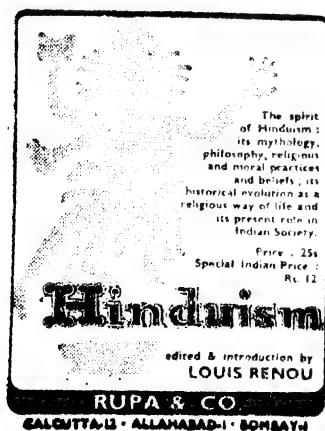 The spirit
of Hinduism :
its mythology,
philosophy, religious
and moral practices
and beliefs ; its
historical evolution as a
religious way of life and
its present role in
Indian Society.
Price : 25s
Special Indian Price :
Rs. 12
Hinduism
edited & introduction by
LOUIS RENOU
RUPA & CO.
CALCUTTA-12 • ALLAHABAD-1 • BOMBAY-1